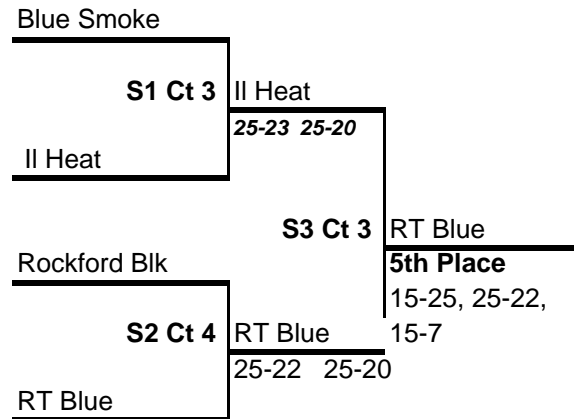 Blue Smoke
S1 Ct 3
Il Heat
25-23 25-20
Il Heat
S3 Ct 3
RT Blue
5th Place
15-25, 25-22,
15-7
Rockford Blk
S2 Ct 4
RT Blue
25-22 25-20
RT Blue